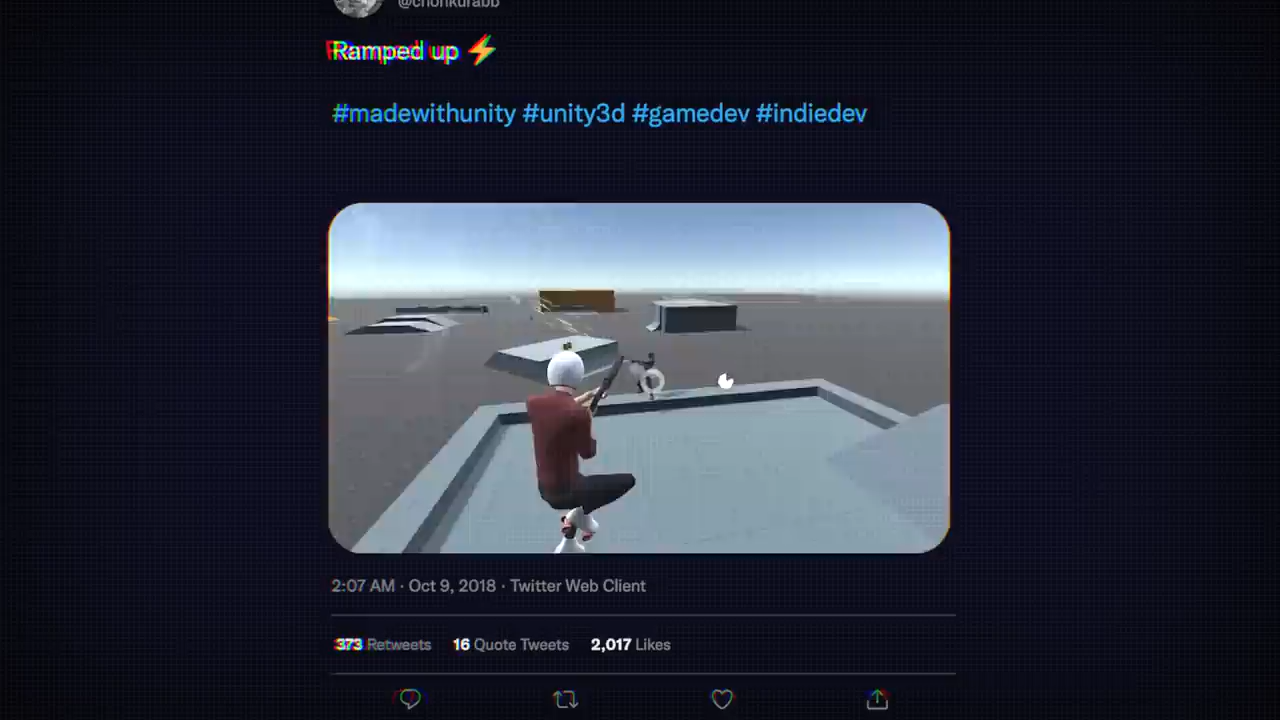 @chonkurabb
Ramped up ⚡
#madewithunity #unity3d #gamedev #indiedev
2:07 AM · Oct 9, 2018 · Twitter Web Client
373 Retweets 16 Quote Tweets 2,017 Likes